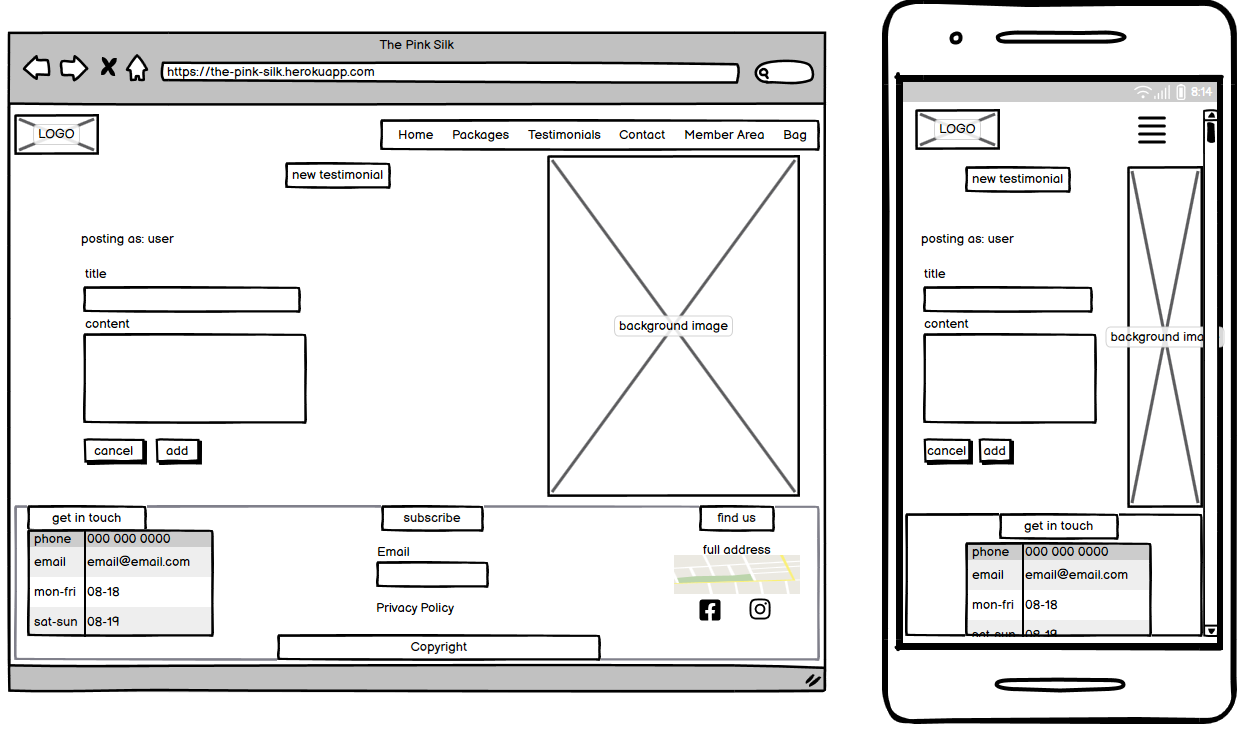 The Pink Silk
https://the-pink-silk.herokuapp.com
LOGO
Home Packages Testimonials Contact Member Area Bag
new testimonial
posting as: user
title
content
background image
cancel add
get in touch
phone 000 000 0000
email email@email.com
mon-fri 08-18
sat-sun 08-19
subscribe
Email
Privacy Policy
find us
full address
Copyright
8:14
LOGO
new testimonial
posting as: user
title
content
background ima
cancel add
get in touch
phone 000 000 0000
email email@email.com
mon-fri 08-18
sat-sun 08-19